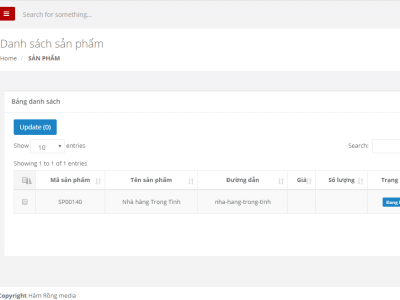 Search for something...
Danh sách sản phẩm
Home / SẢN PHẨM
Bảng danh sách
Update (0)
Show 10 entries Search:
Showing 1 to 1 of 1 entries
Mã sản phẩm Tên sản phẩm Đường dẫn Giá Số lượng Trạng
SP00140 Nhà hàng Trọng Tình nha-hang-trong-tinh Đang
Copyright Hàm Rồng media